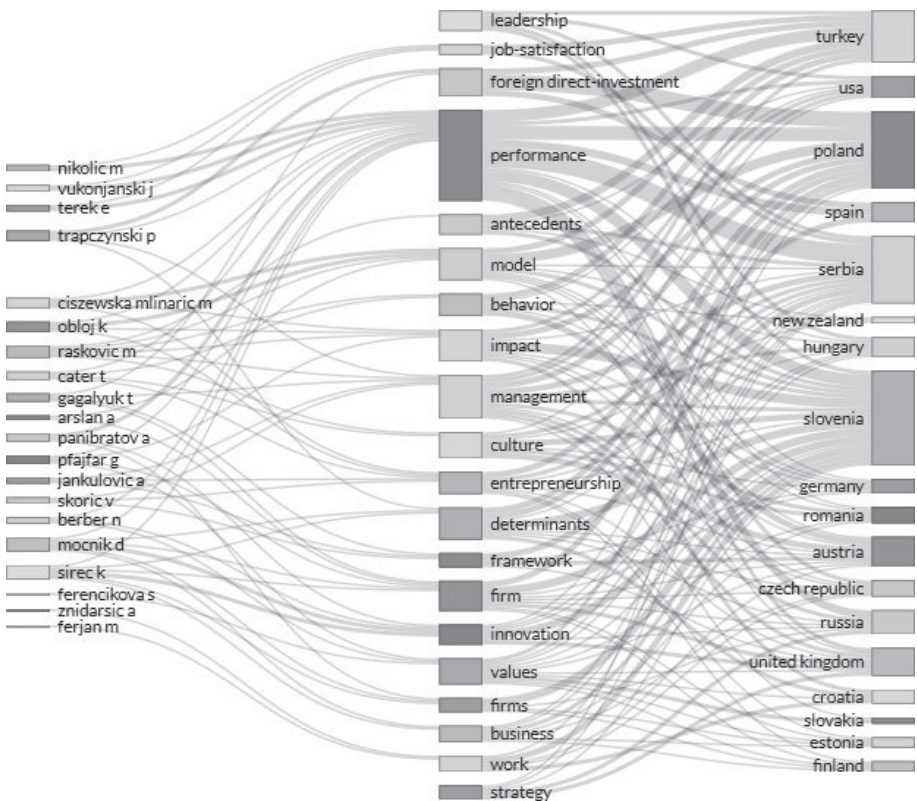 nikolic m
vukonjanski j
terek e
trapczynski p
ciszewska mlinaric m
obloj k
raskovic m
cater t
gagalyuk t
arslan a
panibratov a
pfajfar g
jankulovic a
skoric v
berber n
mocnik d
sirec k
ferencikova s
znidarsic a
ferjan m
leadership
job-satisfaction
foreign direct-investment
performance
antecedents
model
behavior
impact
management
culture
entrepreneurship
determinants
framework
firm
innovation
values
firms
business
work
strategy
turkey
usa
poland
spain
serbia
new zealand
hungary
slovenia
germany
romania
austria
czech republic
russia
united kingdom
croatia
slovakia
estonia
finland